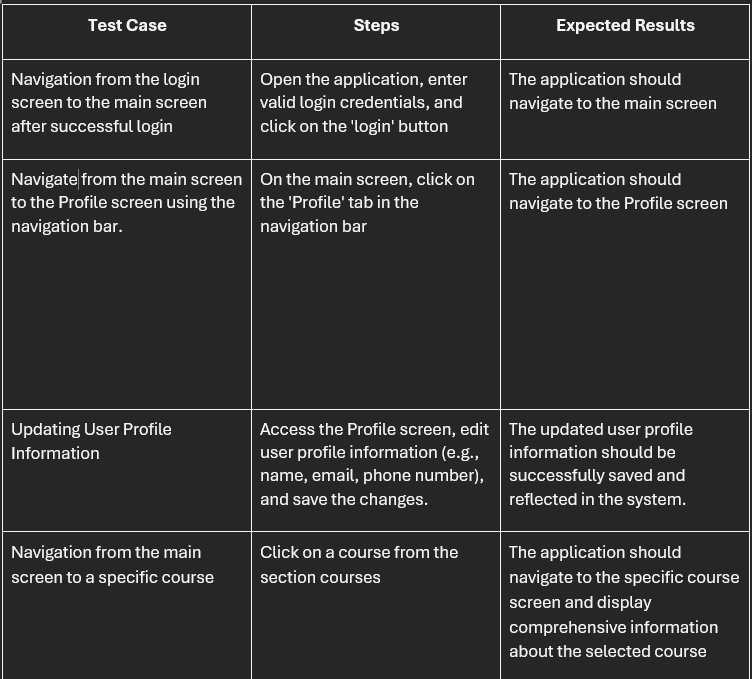 Test Case
Steps
Expected Results
Navigation from the login
screen to the main screen
after successful login
Open the application, enter
valid login credentials, and
click on the 'login' button
The application should
navigate to the main screen
Navigate from the main screen
to the Profile screen using the
navigation bar.
On the main screen, click on
the 'Profile' tab in the
navigation bar
The application should
navigate to the Profile screen
Updating User Profile
Information
Access the Profile screen, edit
user profile information (e.g.,
name, email, phone number),
and save the changes.
The updated user profile
information should be
successfully saved and
reflected in the system.
Navigation from the main
screen to a specific course
Click on a course from the
section courses
The application should
navigate to the specific course
screen and display
comprehensive information
about the selected course